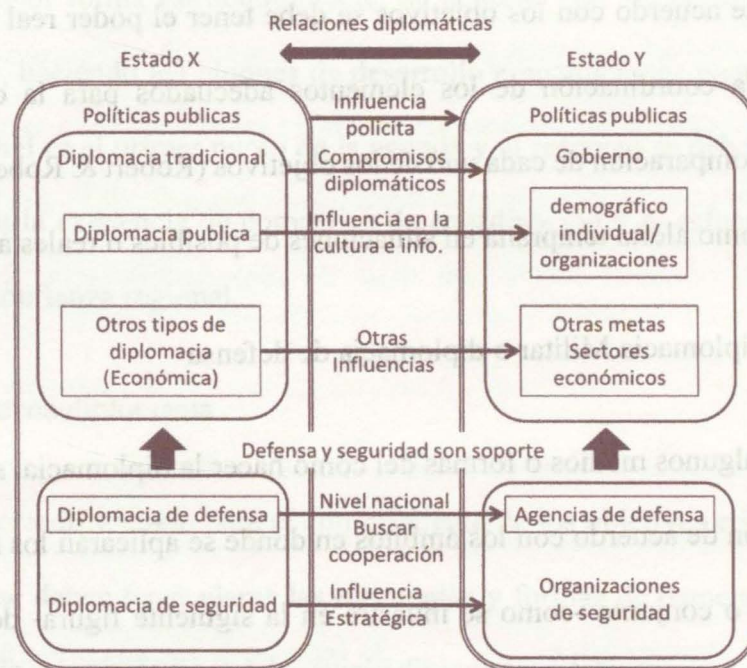 Relaciones diplomáticas
Estado X
Estado Y
Políticas publicas
Influencia
policita
Políticas publicas
Diplomacia tradicional
Compromisos
diplomáticos
Gobierno
Diplomacia publica
Influencia en la
cultura e info.
demográfico
individual/
organizaciones
Otros tipos de
diplomacia
(Económica)
Otras
Influencias
Otras metas
Sectores
económicos
Defensa y seguridad son soporte
Diplomacia de defensa
Nivel nacional
Buscar
cooperación
Agencias de defensa
Diplomacia de seguridad
Influencia
Estratégica
Organizaciones
de seguridad